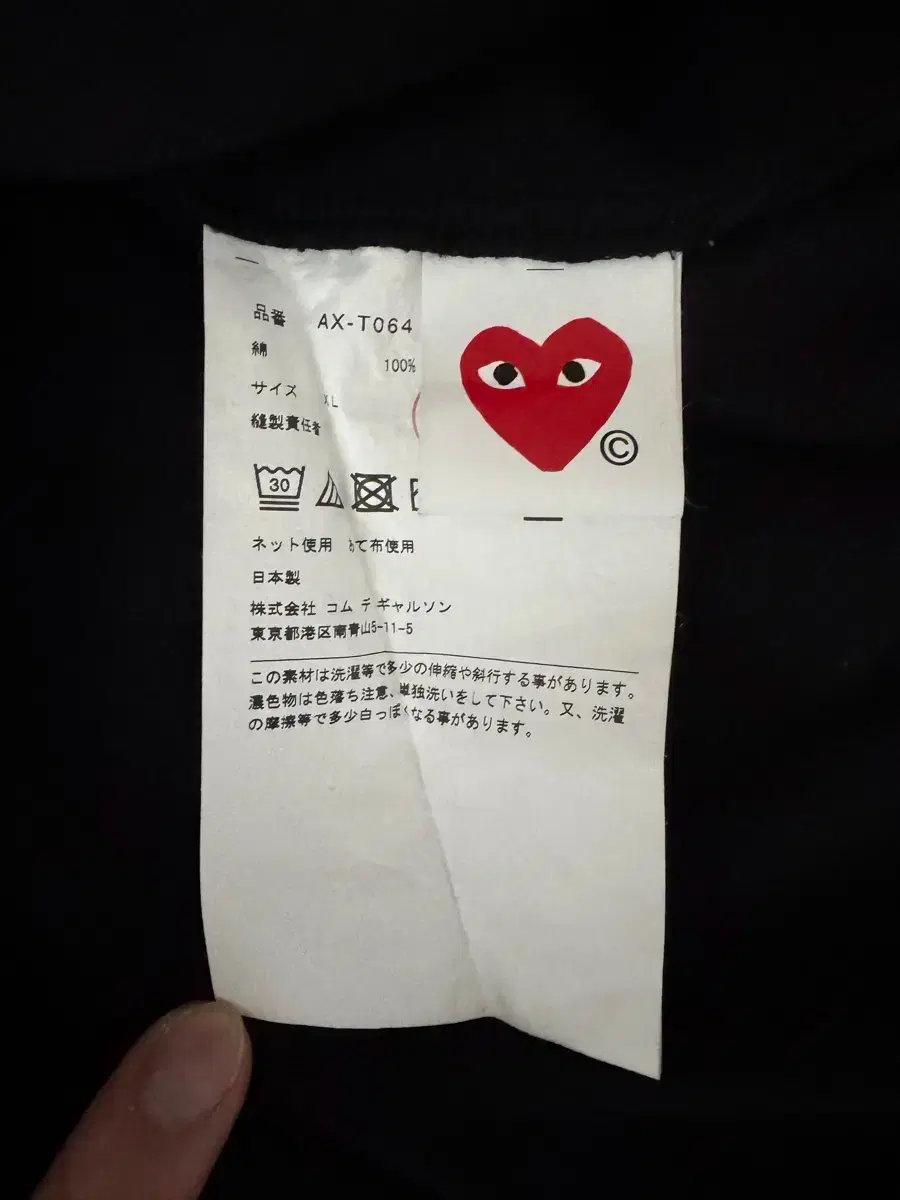 品番 AX-T064
綿 100%
サイズ XL
縫製責任者
30
ネット使用 あて布使用
日本製
株式会社 コム デ ギャルソン
東京都港区南青山5-11-5
この素材は洗濯等で多少の伸縮や斜行する事があります。
濃色物は色落ち注意、単独洗いをして下さい。又、洗濯
の摩擦等で多少白っぽくなる事があります。
©